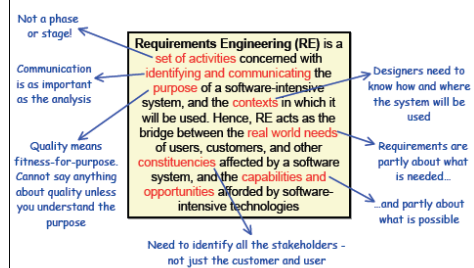 Not a phase
or stage!
Communication
is as important
as the analysis
Quality means
fitness-for-purpose.
Cannot say anything
about quality unless
you understand the
purpose
Requirements Engineering (RE) is a
set of activities concerned with
identifying and communicating the
purpose of a software-intensive
system, and the contexts in which it
will be used. Hence, RE acts as the
bridge between the real world needs
of users, customers, and other
constituencies affected by a software
system, and the capabilities and
opportunities afforded by software-
intensive technologies
Designers need to
know how and where
the system will be
used
Requirements are
partly about what
is needed...
...and partly about
what is possible
Need to identify all the stakeholders -
not just the customer and user